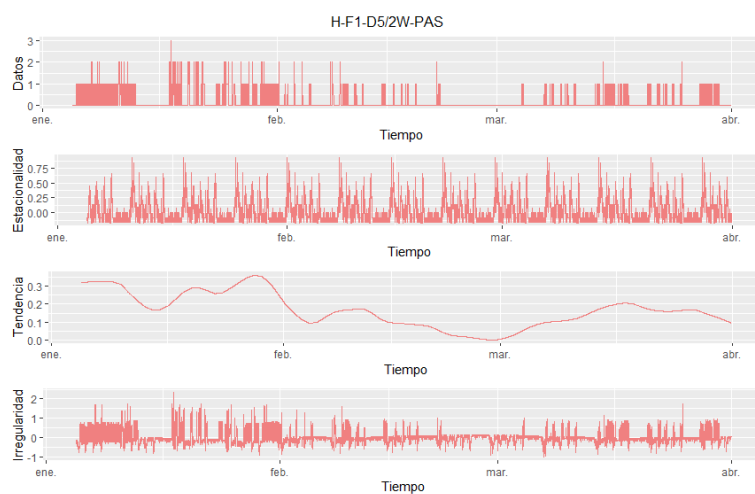 H-F1-D5/2W-PAS
Datos
3
2
1
0
ene.
feb.
mar.
abr.
Tiempo
Estacionalidad
0.75
0.50
0.25
0.00
ene.
feb.
mar.
abr.
Tiempo
Tendencia
0.3
0.2
0.1
0.0
ene.
feb.
mar.
abr.
Tiempo
Irregularidad
2
1
0
-1
ene.
feb.
mar.
abr.
Tiempo